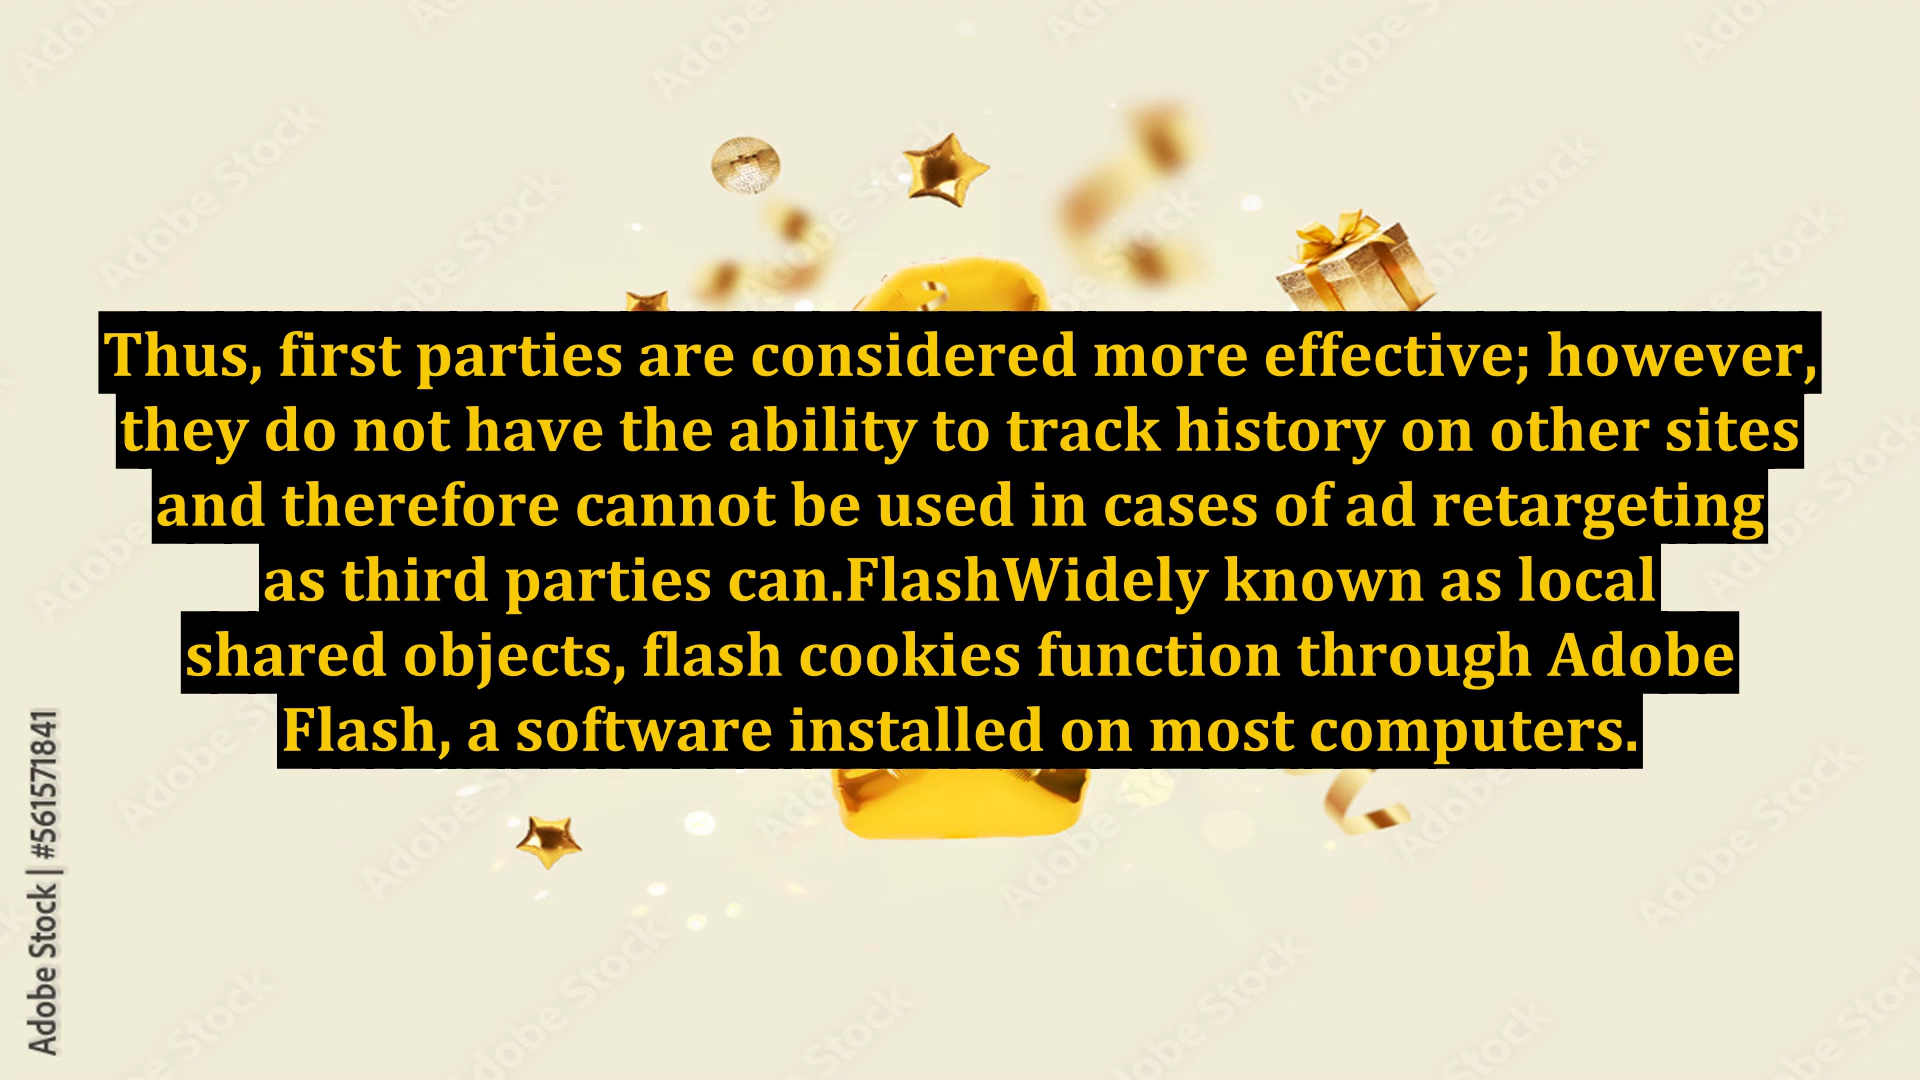 Thus, first parties are considered more effective; however,
they do not have the ability to track history on other sites
and therefore cannot be used in cases of ad retargeting
as third parties can.FlashWidely known as local
shared objects, flash cookies function through Adobe
Flash, a software installed on most computers.
Adobe Stock | #561571841